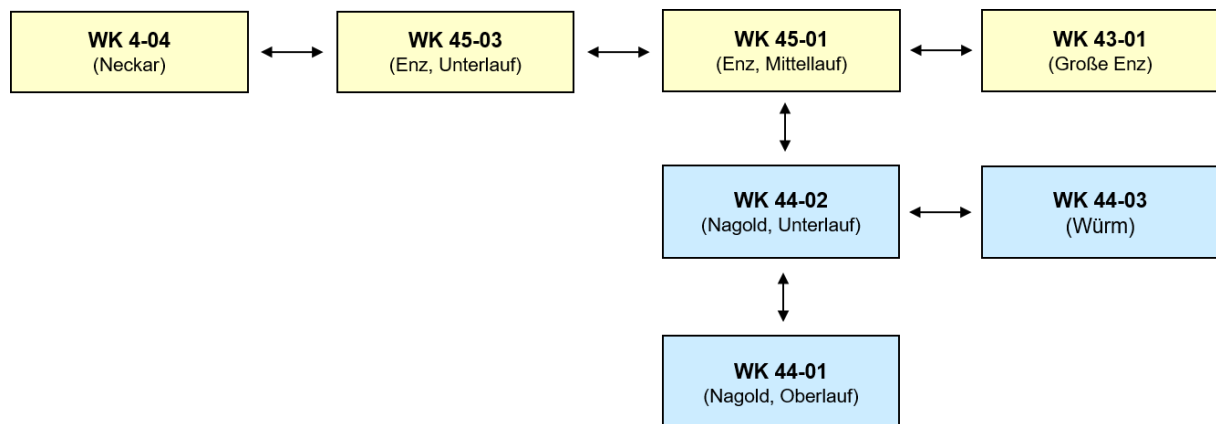 WK 4-04
(Neckar)
WK 45-03
(Enz, Unterlauf)
WK 45-01
(Enz, Mittellauf)
WK 43-01
(Große Enz)
WK 44-02
(Nagold, Unterlauf)
WK 44-03
(Würm)
WK 44-01
(Nagold, Oberlauf)